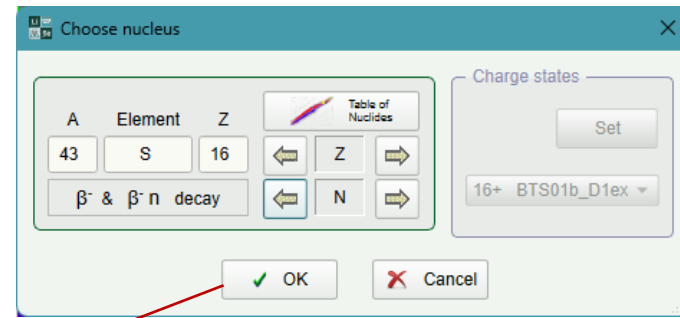 Choose nucleus
Charge states
Table of
Nuclides
A Element Z
Set
43 S 16 Z
16+ BTS01b_D1ex
β⁻ & β⁻ n decay N
OK Cancel